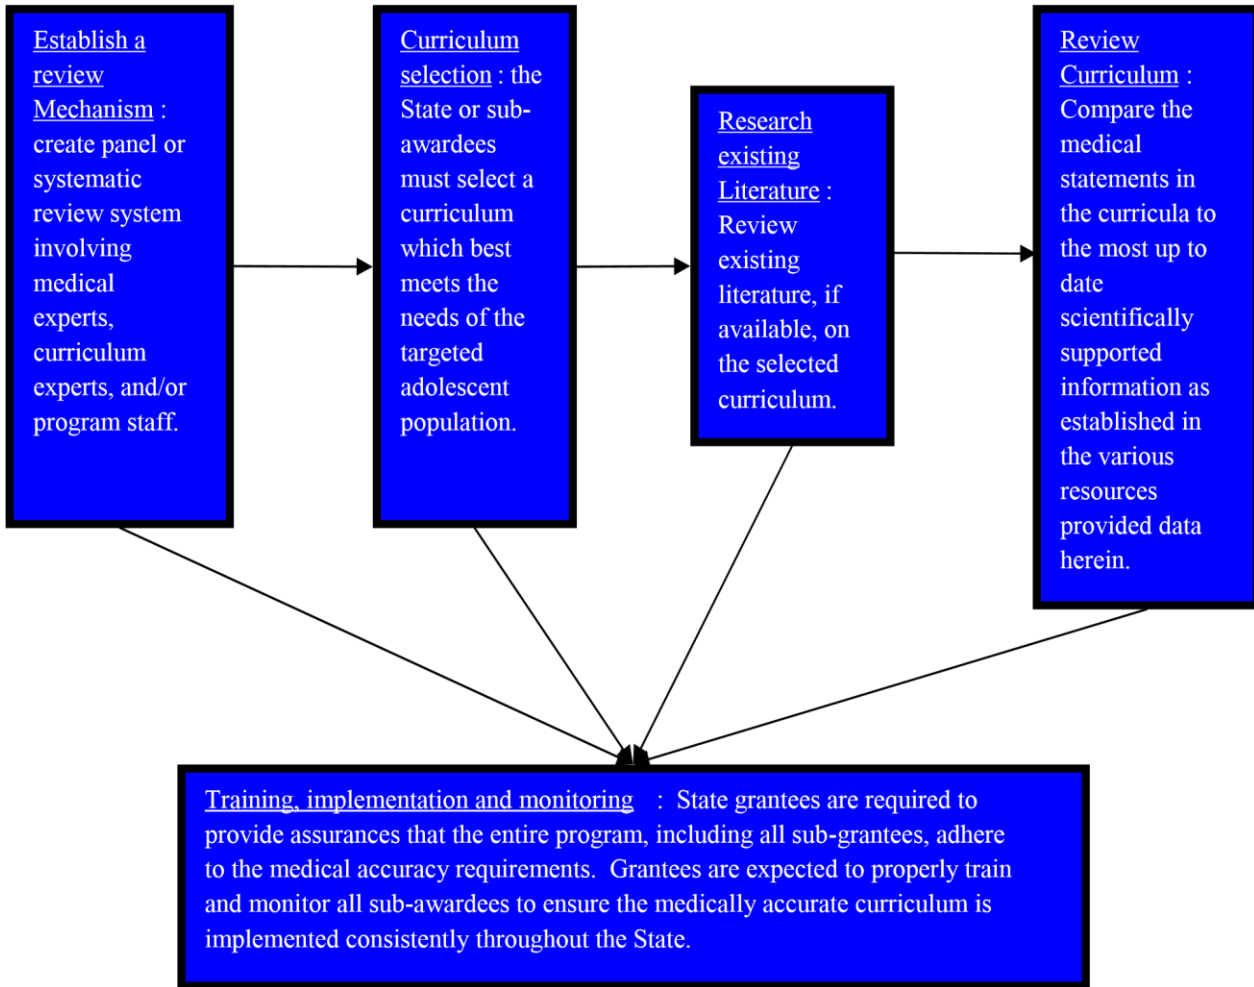 Establish a
review
Mechanism :
create panel or
systematic
review system
involving
medical
experts,
curriculum
experts, and/or
program staff.
Curriculum
selection : the
State or sub-
awardees
must select a
curriculum
which best
meets the
needs of the
targeted
adolescent
population.
Research
existing
Literature :
Review
existing
literature, if
available, on
the selected
curriculum.
Review
Curriculum :
Compare the
medical
statements in
the curricula to
the most up to
date
scientifically
supported
information as
established in
the various
resources
provided data
herein.
Training, implementation and monitoring : State grantees are required to
provide assurances that the entire program, including all sub-grantees, adhere
to the medical accuracy requirements. Grantees are expected to properly train
and monitor all sub-awardees to ensure the medically accurate curriculum is
implemented consistently throughout the State.